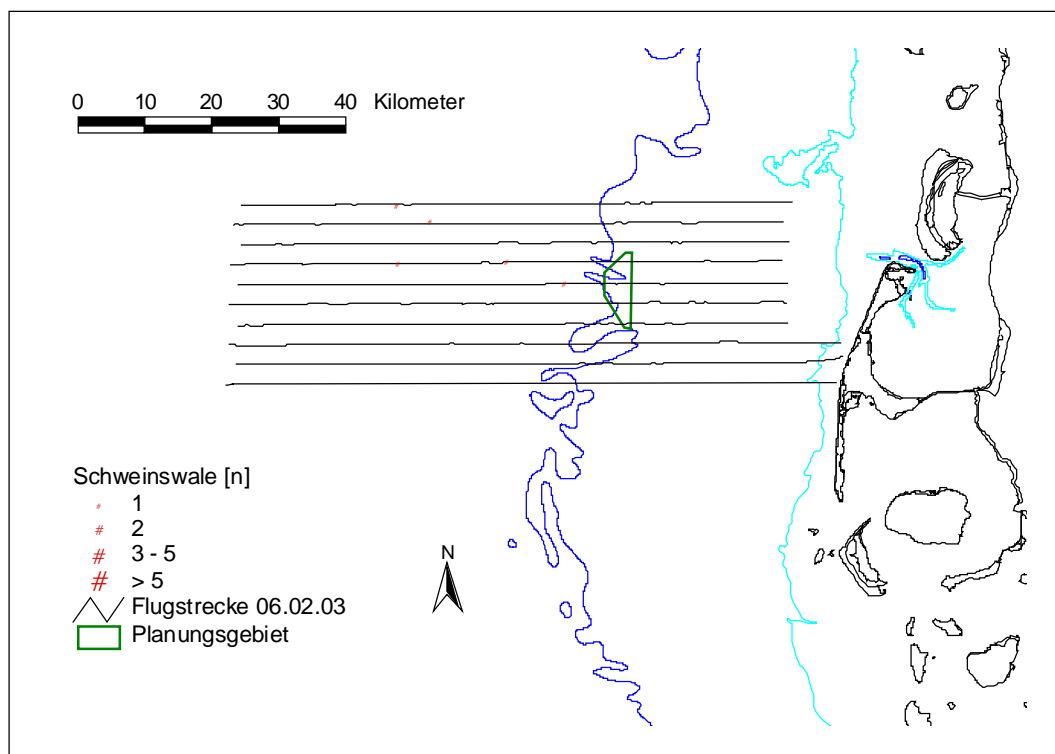 0 10 20 30 40 Kilometer
Schweinswale [n]
# 1
# 2
# 3 - 5
# > 5
Flugstrecke 06.02.03
Planungsgebiet
N